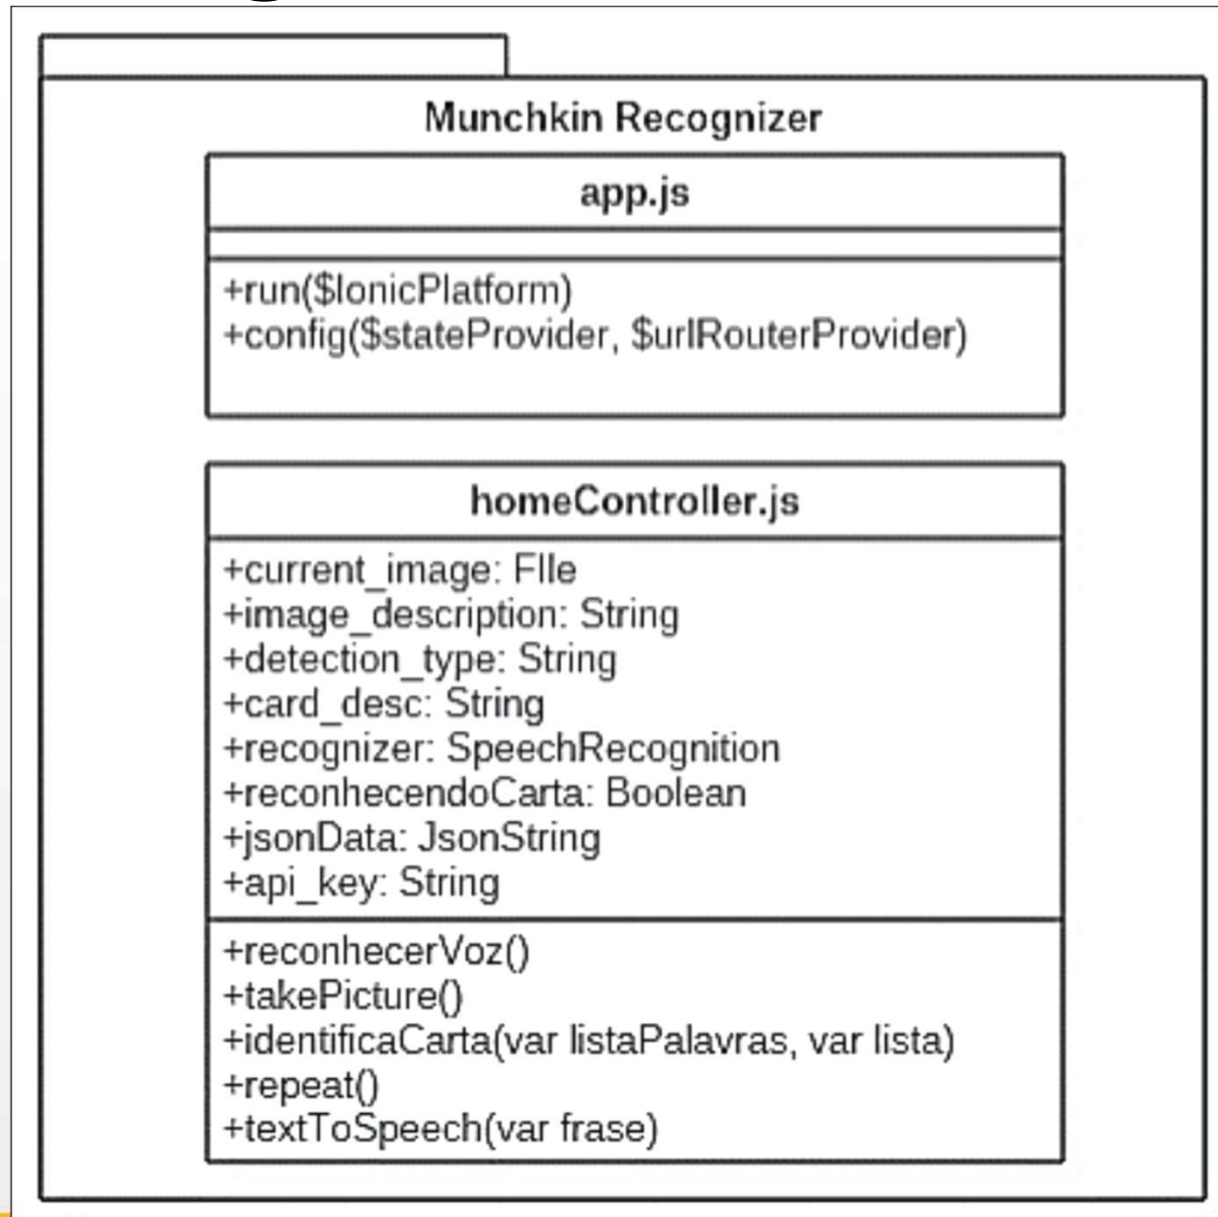 Munchkin Recognizer
app.js
+run($IonicPlatform)
+config($stateProvider, $urlRouterProvider)
homeController.js
+current_image: FIle
+image_description: String
+detection_type: String
+card_desc: String
+recognizer: SpeechRecognition
+reconhecendoCarta: Boolean
+jsonData: JsonString
+api_key: String
+reconhecerVoz()
+takePicture()
+identificaCarta(var listaPalavras, var lista)
+repeat()
+textToSpeech(var frase)